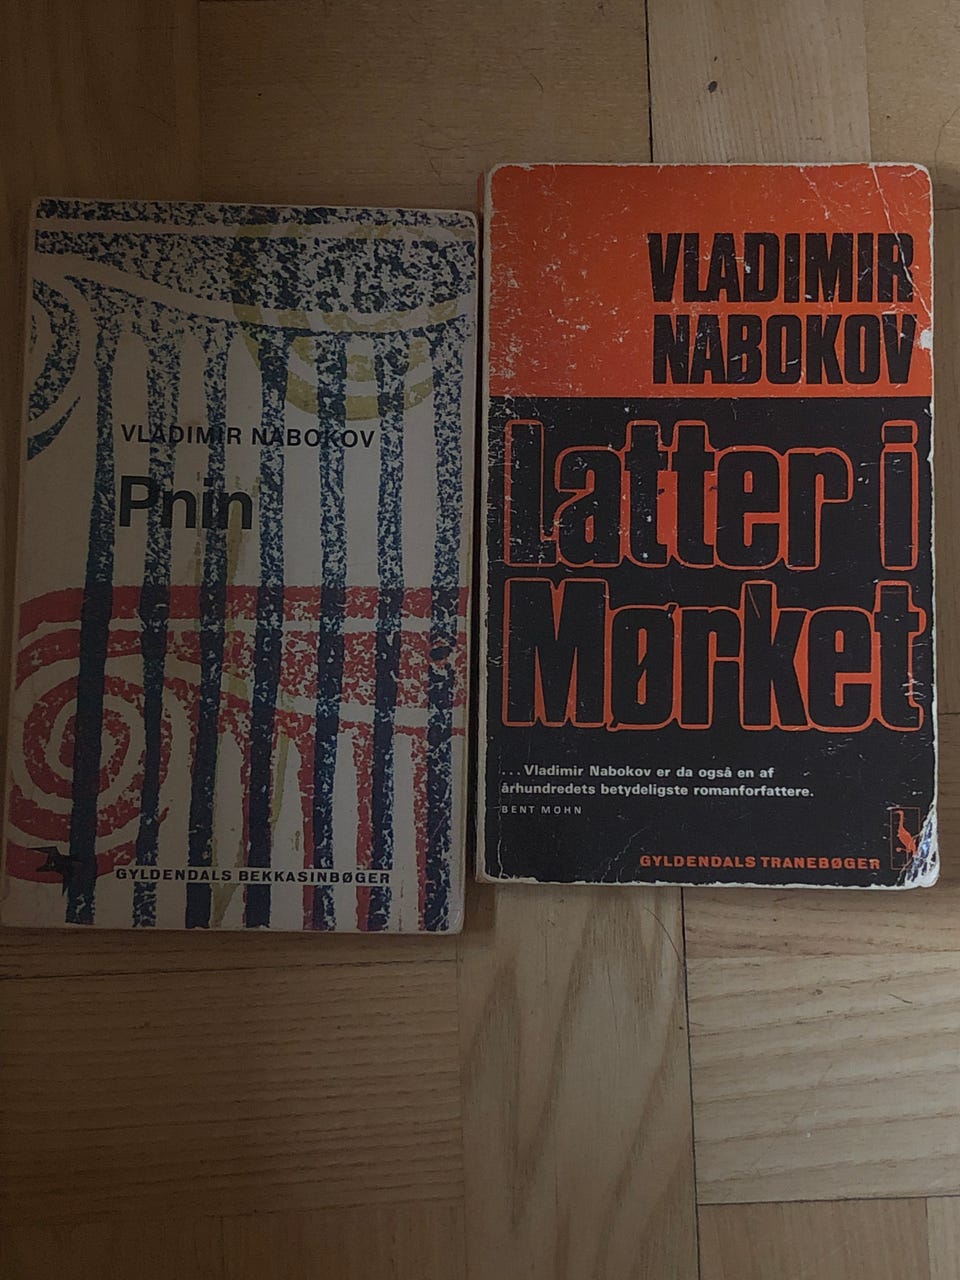 VLADIMIR NABOKOV
Pnin
GYLDENDALS BEKKASINBØGER
VLADIMIR
NABOKOV
Latter i
Mørket
...Vladimir Nabokov er da også en af
århundredets betydeligste romanforfattere.
BENT MOHN
GYLDENDALS TRANEBØGER